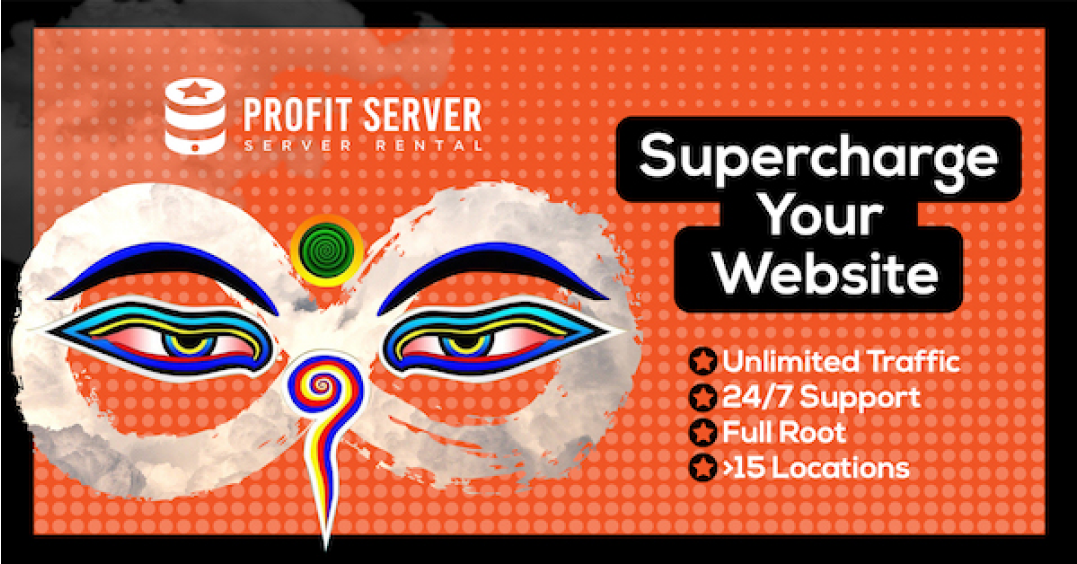 PROFIT SERVER
SERVER RENTAL
Supercharge
Your
Website
Unlimited Traffic
24/7 Support
Full Root
>15 Locations